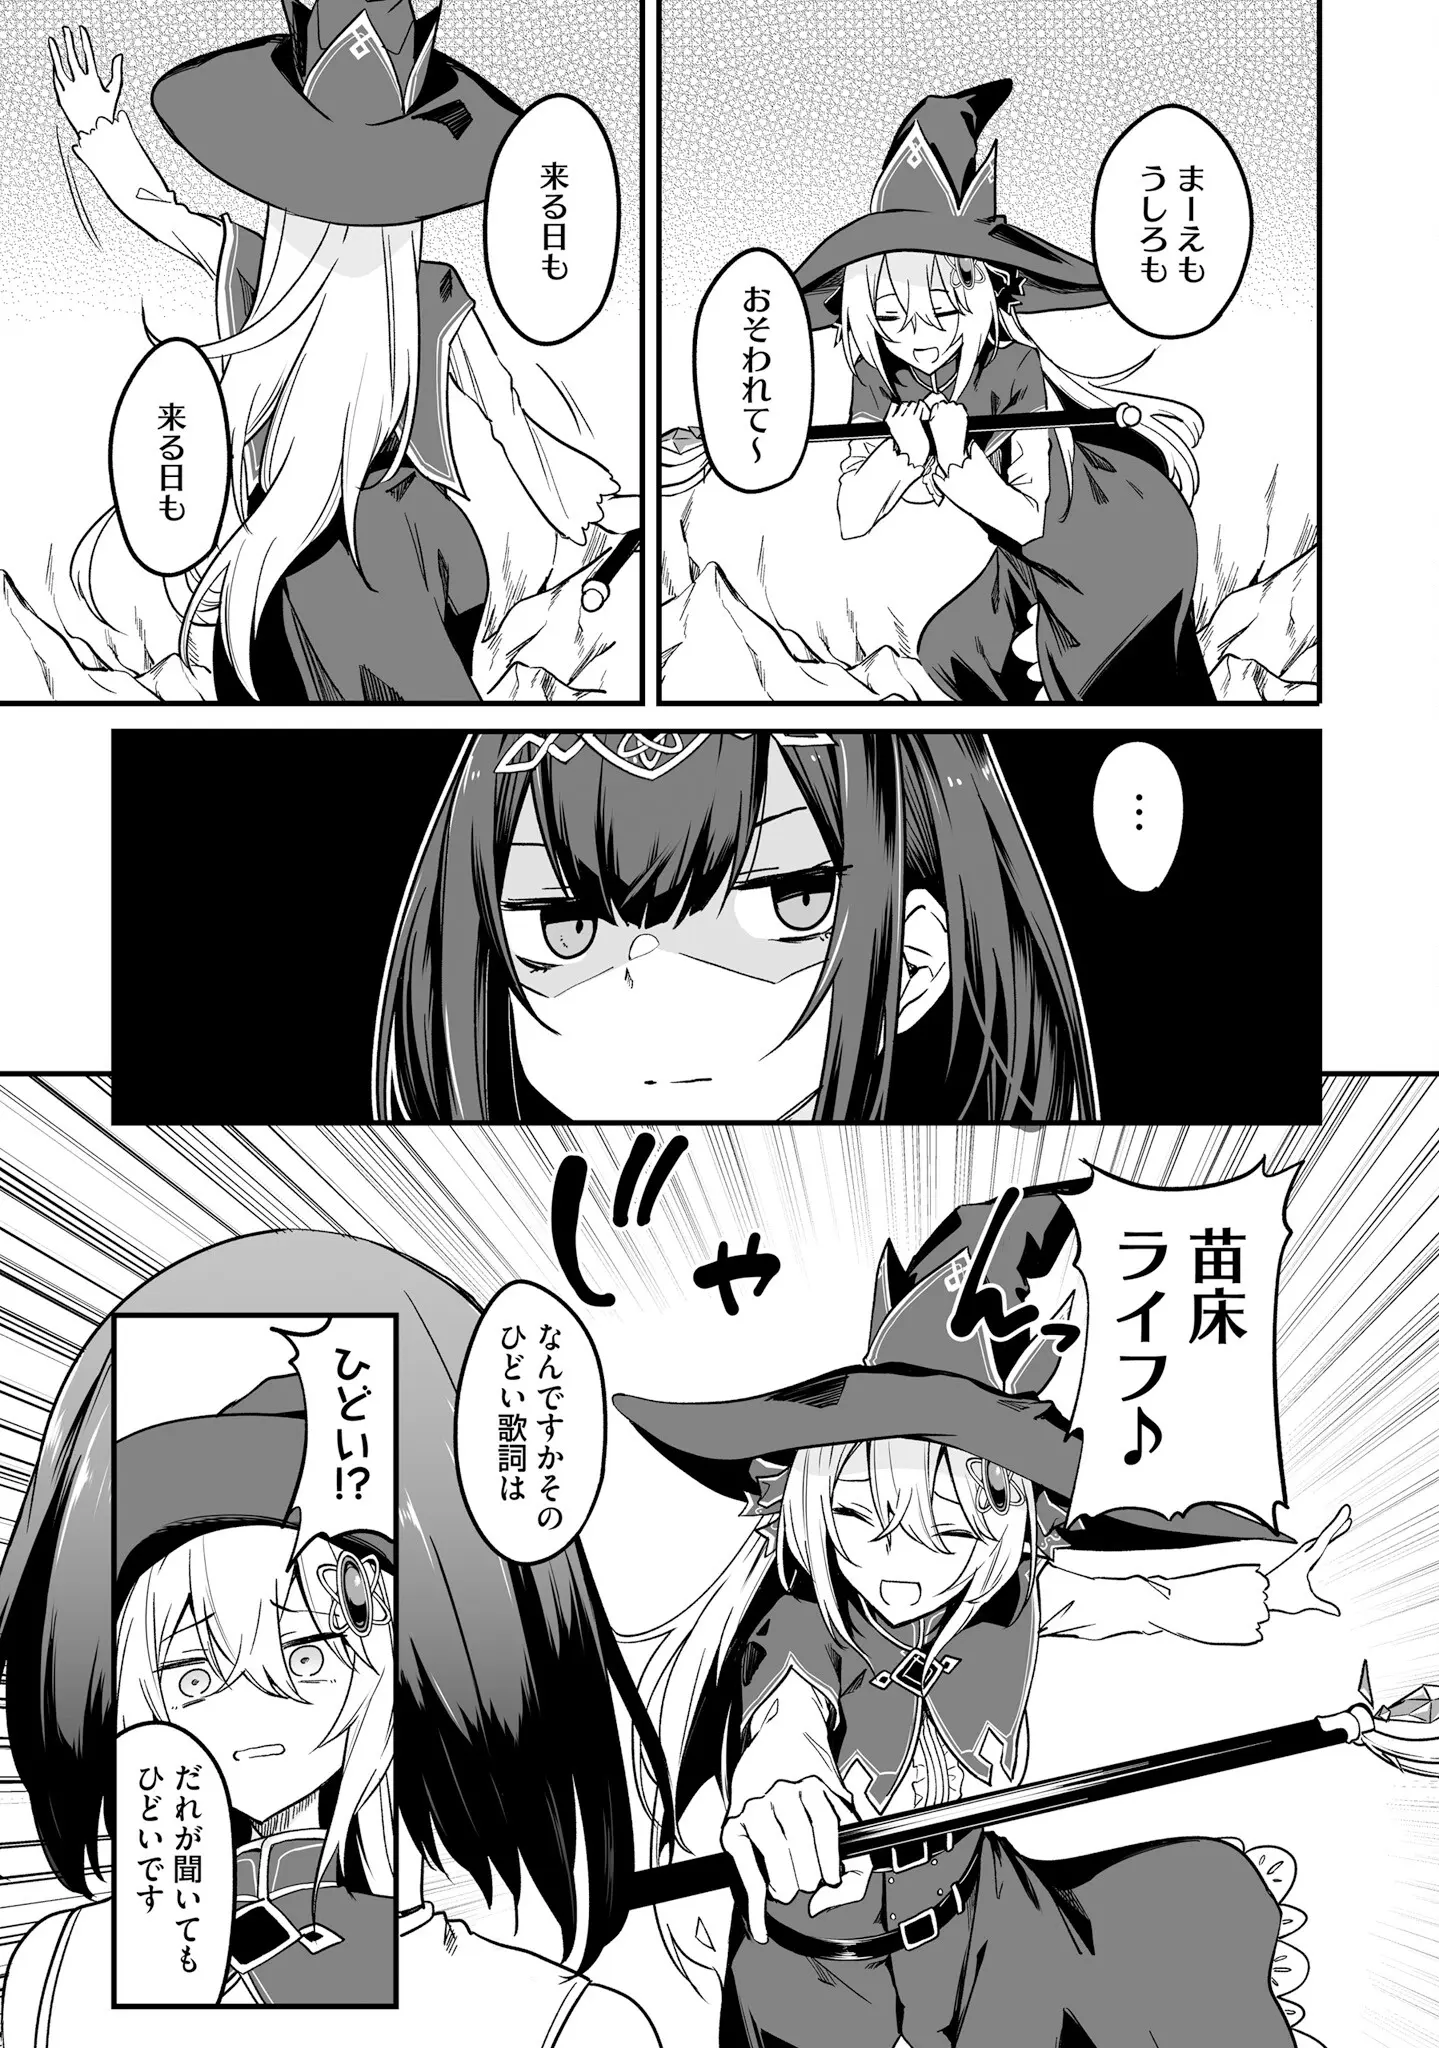 まーえも
うしろも
おそわれて～
来る日も
来る日も
…
苗床
ライフ♪
じゃんっ
なんですかその
ひどい歌詞は
ひどい!?
だれが聞いても
ひどいです